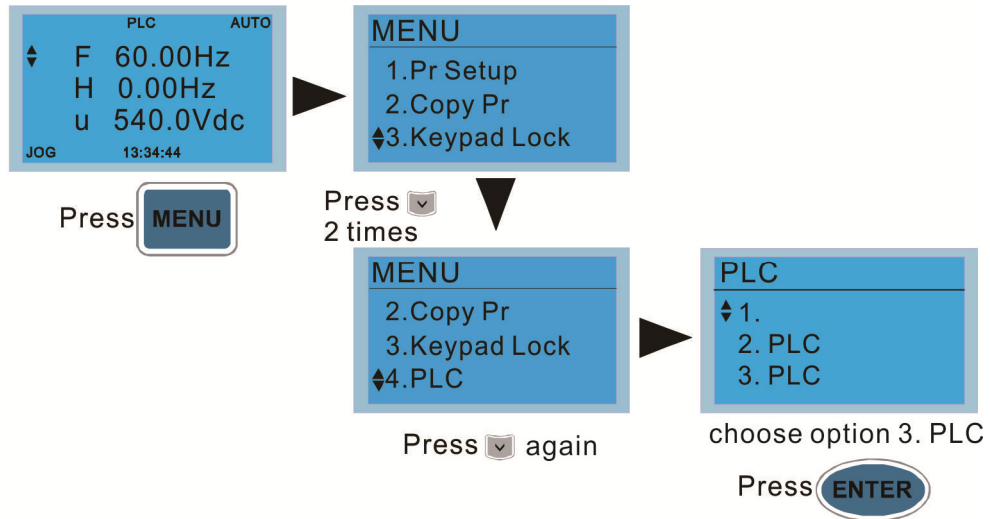 PLC AUTO
F 60.00Hz
H 0.00Hz
u 540.0Vdc
JOG 13:34:44
Press MENU
MENU
1.Pr Setup
2.Copy Pr
3.Keypad Lock
Press
2 times
MENU
2.Copy Pr
3.Keypad Lock
4.PLC
Press again
PLC
1.
2. PLC
3. PLC
choose option 3. PLC
Press ENTER